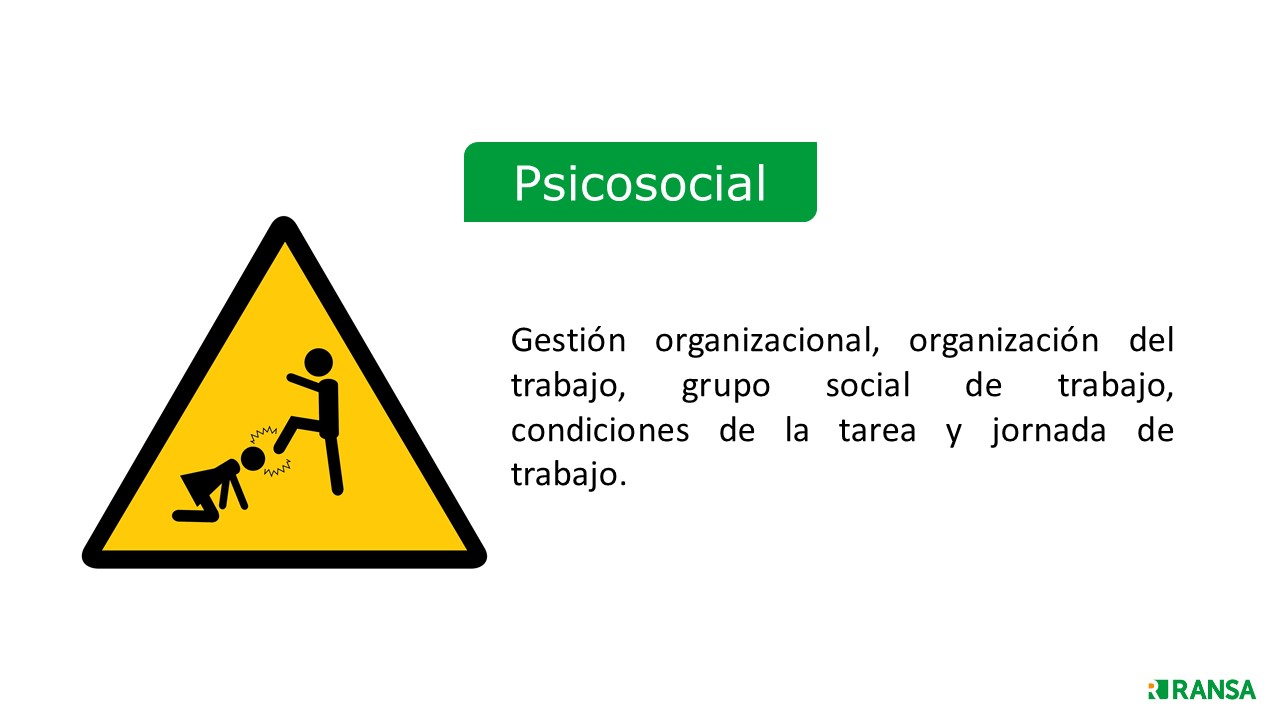 Psicosocial
Gestión organizacional, organización del
trabajo, grupo social de trabajo,
condiciones de la tarea y jornada de
trabajo.
RANSA